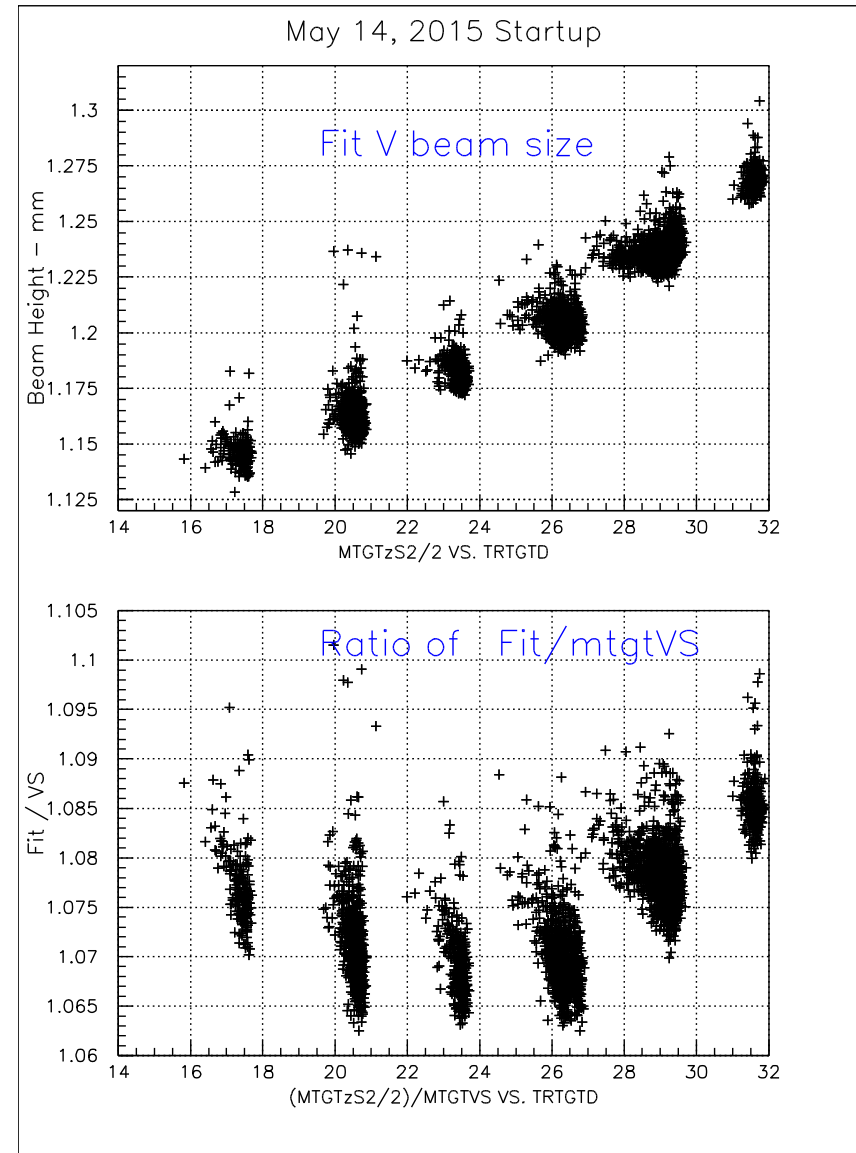 May 14, 2015 Startup
Fit V beam size
Beam Height – mm
1.3
1.275
1.25
1.225
1.2
1.175
1.15
1.125
14 16 18 20 22 24 26 28 30 32
MTGTzS2/2 VS. TRTGTD
Ratio of Fit/mtgtVS
Fit / VS
1.105
1.1
1.095
1.09
1.085
1.08
1.075
1.07
1.065
1.06
14 16 18 20 22 24 26 28 30 32
(MTGTzS2/2)/MTGTVS VS. TRTGTD